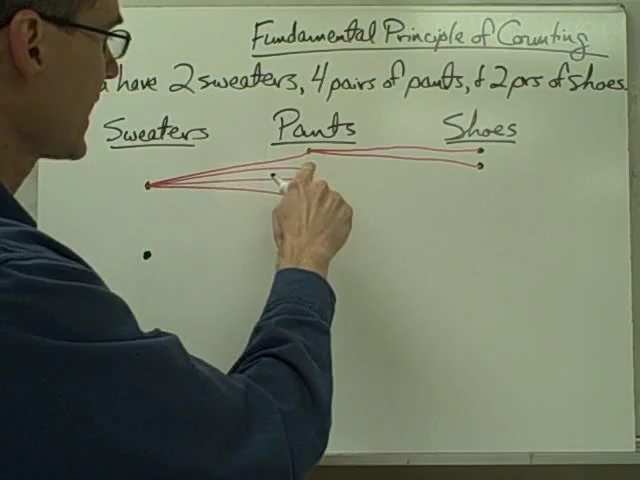 Fundamental Principle of Counting
have 2 sweaters, 4 pairs of pants, & 2 prs of shoes.
Sweaters Pants Shoes